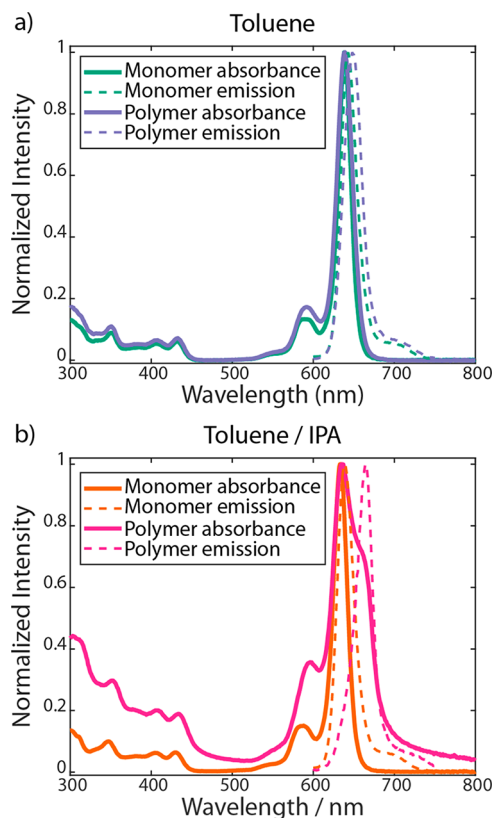 a) Toluene
Normalized Intensity
1
0.8
0.6
0.4
0.2
0
Monomer absorbance
Monomer emission
Polymer absorbance
Polymer emission
300 400 500 600 700 800
Wavelength (nm)
b) Toluene / IPA
Normalized Intensity
1
0.8
0.6
0.4
0.2
0
Monomer absorbance
Monomer emission
Polymer absorbance
Polymer emission
300 400 500 600 700 800
Wavelength / nm